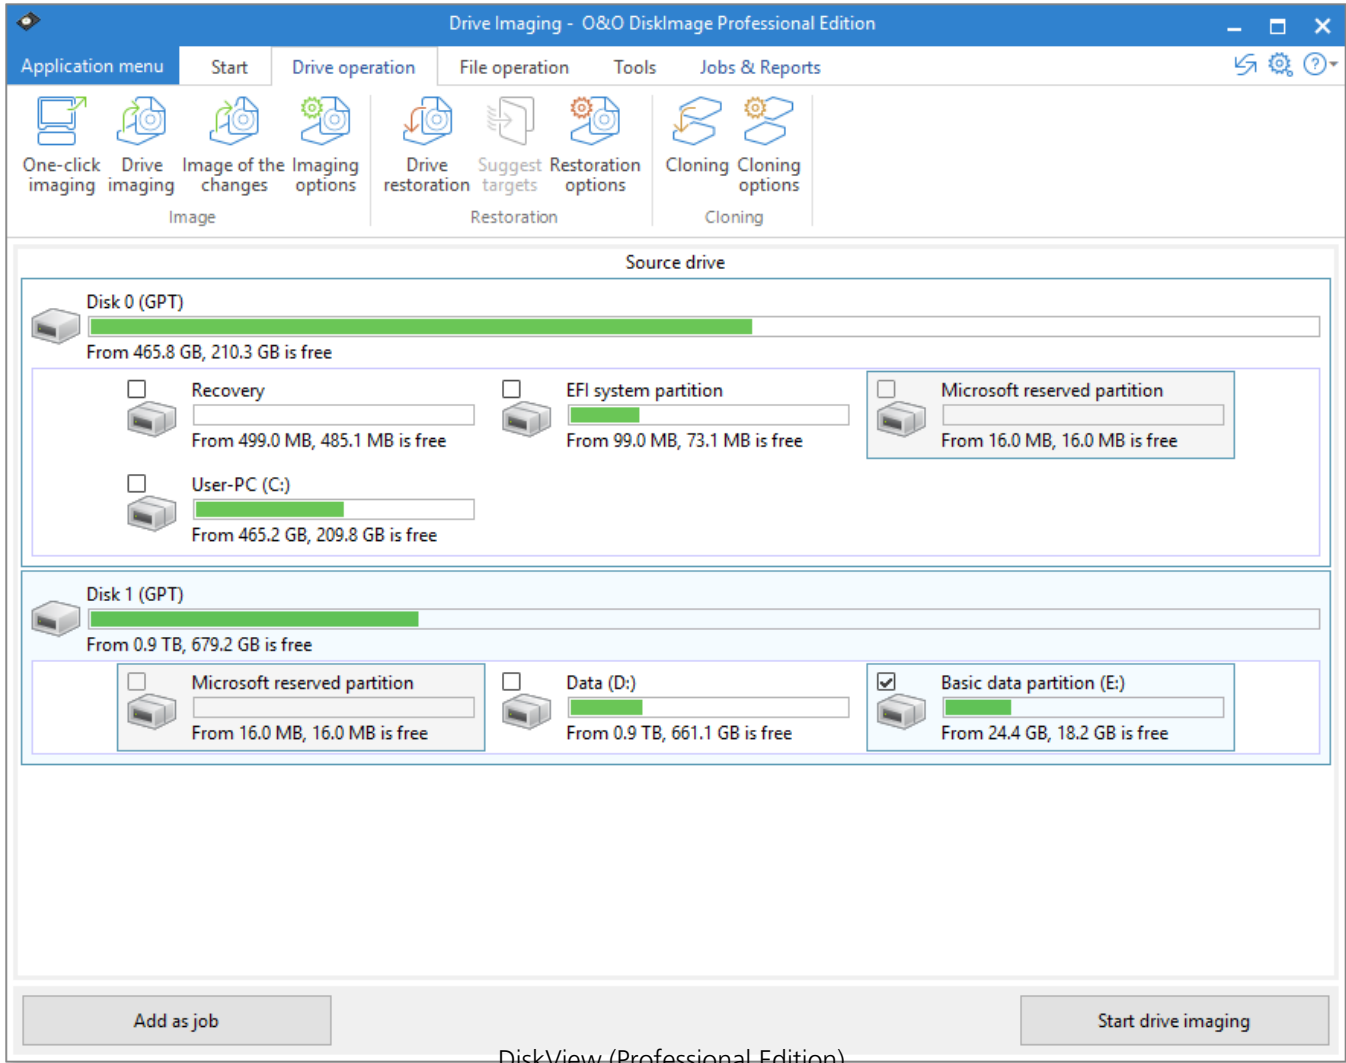 Drive Imaging - O&O DiskImage Professional Edition
Application menu Start Drive operation File operation Tools Jobs & Reports
One-click imaging
Drive imaging
Image of the changes
Imaging options
Image
Drive restoration
Suggest targets
Restoration options
Restoration
Cloning
Cloning options
Cloning
Source drive
Disk 0 (GPT)
From 465.8 GB, 210.3 GB is free
Recovery
From 499.0 MB, 485.1 MB is free
EFI system partition
From 99.0 MB, 73.1 MB is free
Microsoft reserved partition
From 16.0 MB, 16.0 MB is free
User-PC (C:)
From 465.2 GB, 209.8 GB is free
Disk 1 (GPT)
From 0.9 TB, 679.2 GB is free
Microsoft reserved partition
From 16.0 MB, 16.0 MB is free
Data (D:)
From 0.9 TB, 661.1 GB is free
Basic data partition (E:)
From 24.4 GB, 18.2 GB is free
Add as job
Start drive imaging
DiskView (Professional Edition)